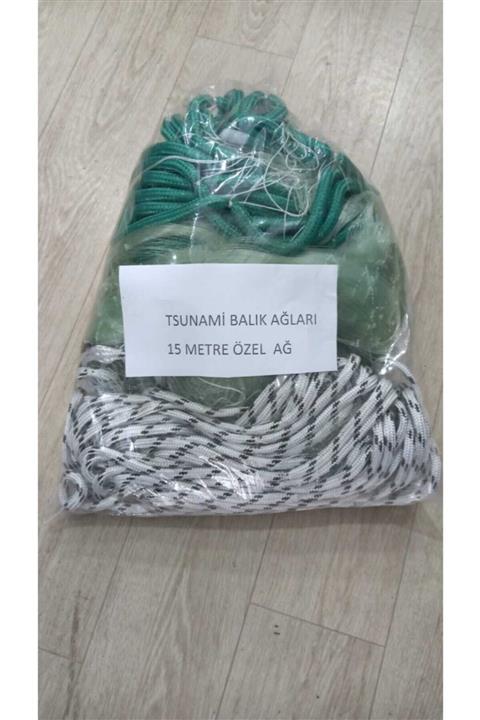 TSUNAMİ BALIK AĞLARI
15 METRE ÖZEL AĞ